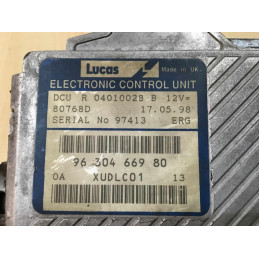 Lucas
Made in UK
ELECTRONIC CONTROL UNIT
DCU R 04010028 B 12V=
80768D 17.05.98
SERIAL No 97413 ERG
96 304 669 80
OA XUDLC01 13